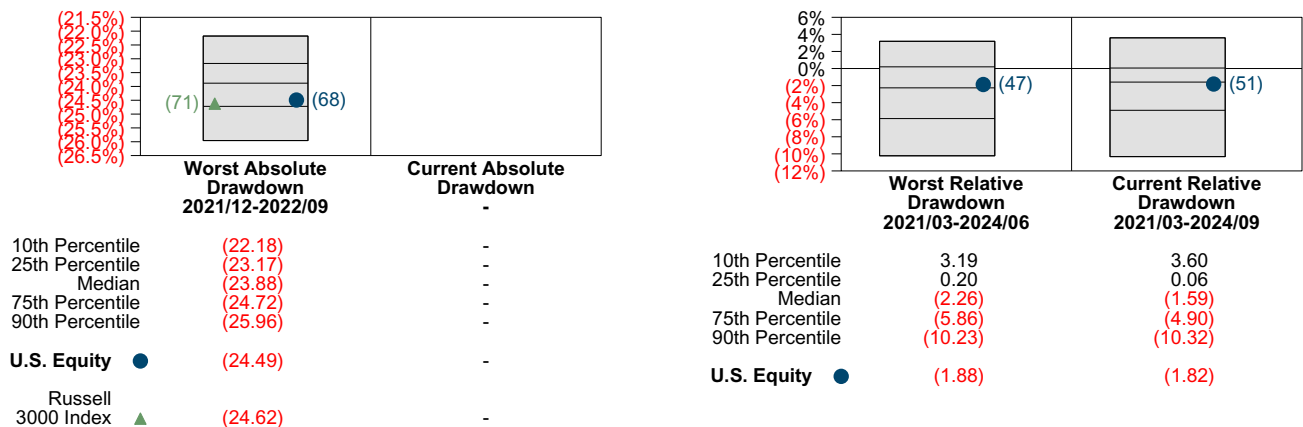 (21.5%)
(22.0%)
(22.5%)
(23.0%)
(23.5%)
(24.0%)
(24.5%)
(25.0%)
(25.5%)
(26.0%)
(26.5%)
(71)
(68)
Worst Absolute
Drawdown
2021/12-2022/09
Current Absolute
Drawdown
-
10th Percentile (22.18) -
25th Percentile (23.17) -
Median (23.88) -
75th Percentile (24.72) -
90th Percentile (25.96) -
U.S. Equity (24.49) -
Russell
3000 Index (24.62) -
6%
4%
2%
0%
(2%)
(4%)
(6%)
(8%)
(10%)
(12%)
(47)
(51)
Worst Relative
Drawdown
2021/03-2024/06
Current Relative
Drawdown
2021/03-2024/09
10th Percentile 3.19 3.60
25th Percentile 0.20 0.06
Median (2.26) (1.59)
75th Percentile (5.86) (4.90)
90th Percentile (10.23) (10.32)
U.S. Equity (1.88) (1.82)